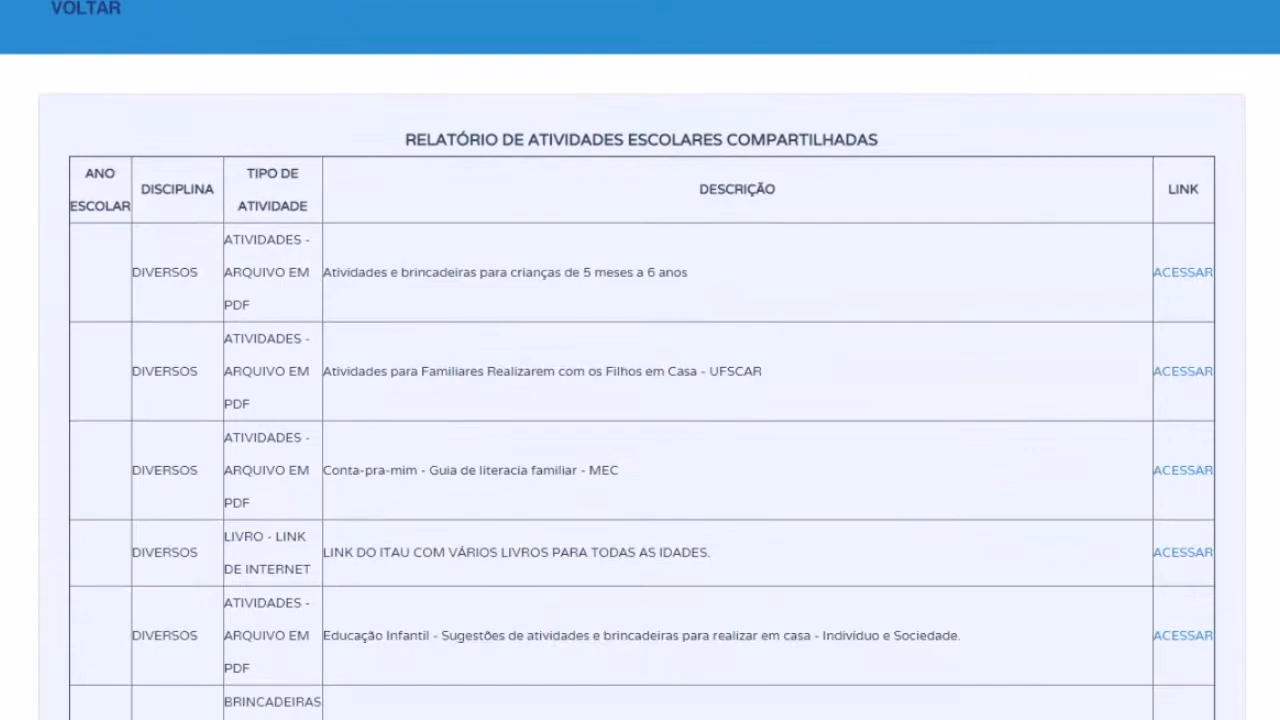 VOLTAR
RELATÓRIO DE ATIVIDADES ESCOLARES COMPARTILHADAS
ANO
ESCOLAR
DISCIPLINA
TIPO DE
ATIVIDADE
DESCRIÇÃO
LINK
DIVERSOS
ATIVIDADES -
ARQUIVO EM
PDF
Atividades e brincadeiras para crianças de 5 meses a 6 anos
ACESSAR
DIVERSOS
ATIVIDADES -
ARQUIVO EM
PDF
Atividades para Familiares Realizarem com os Filhos em Casa - UFSCAR
ACESSAR
DIVERSOS
ATIVIDADES -
ARQUIVO EM
PDF
Conta-pra-mim - Guia de literacia familiar - MEC
ACESSAR
DIVERSOS
LIVRO - LINK
DE INTERNET
LINK DO ITAU COM VÁRIOS LIVROS PARA TODAS AS IDADES.
ACESSAR
DIVERSOS
ATIVIDADES -
ARQUIVO EM
PDF
Educação Infantil - Sugestões de atividades e brincadeiras para realizar em casa - Indivíduo e Sociedade.
ACESSAR
BRINCADEIRAS